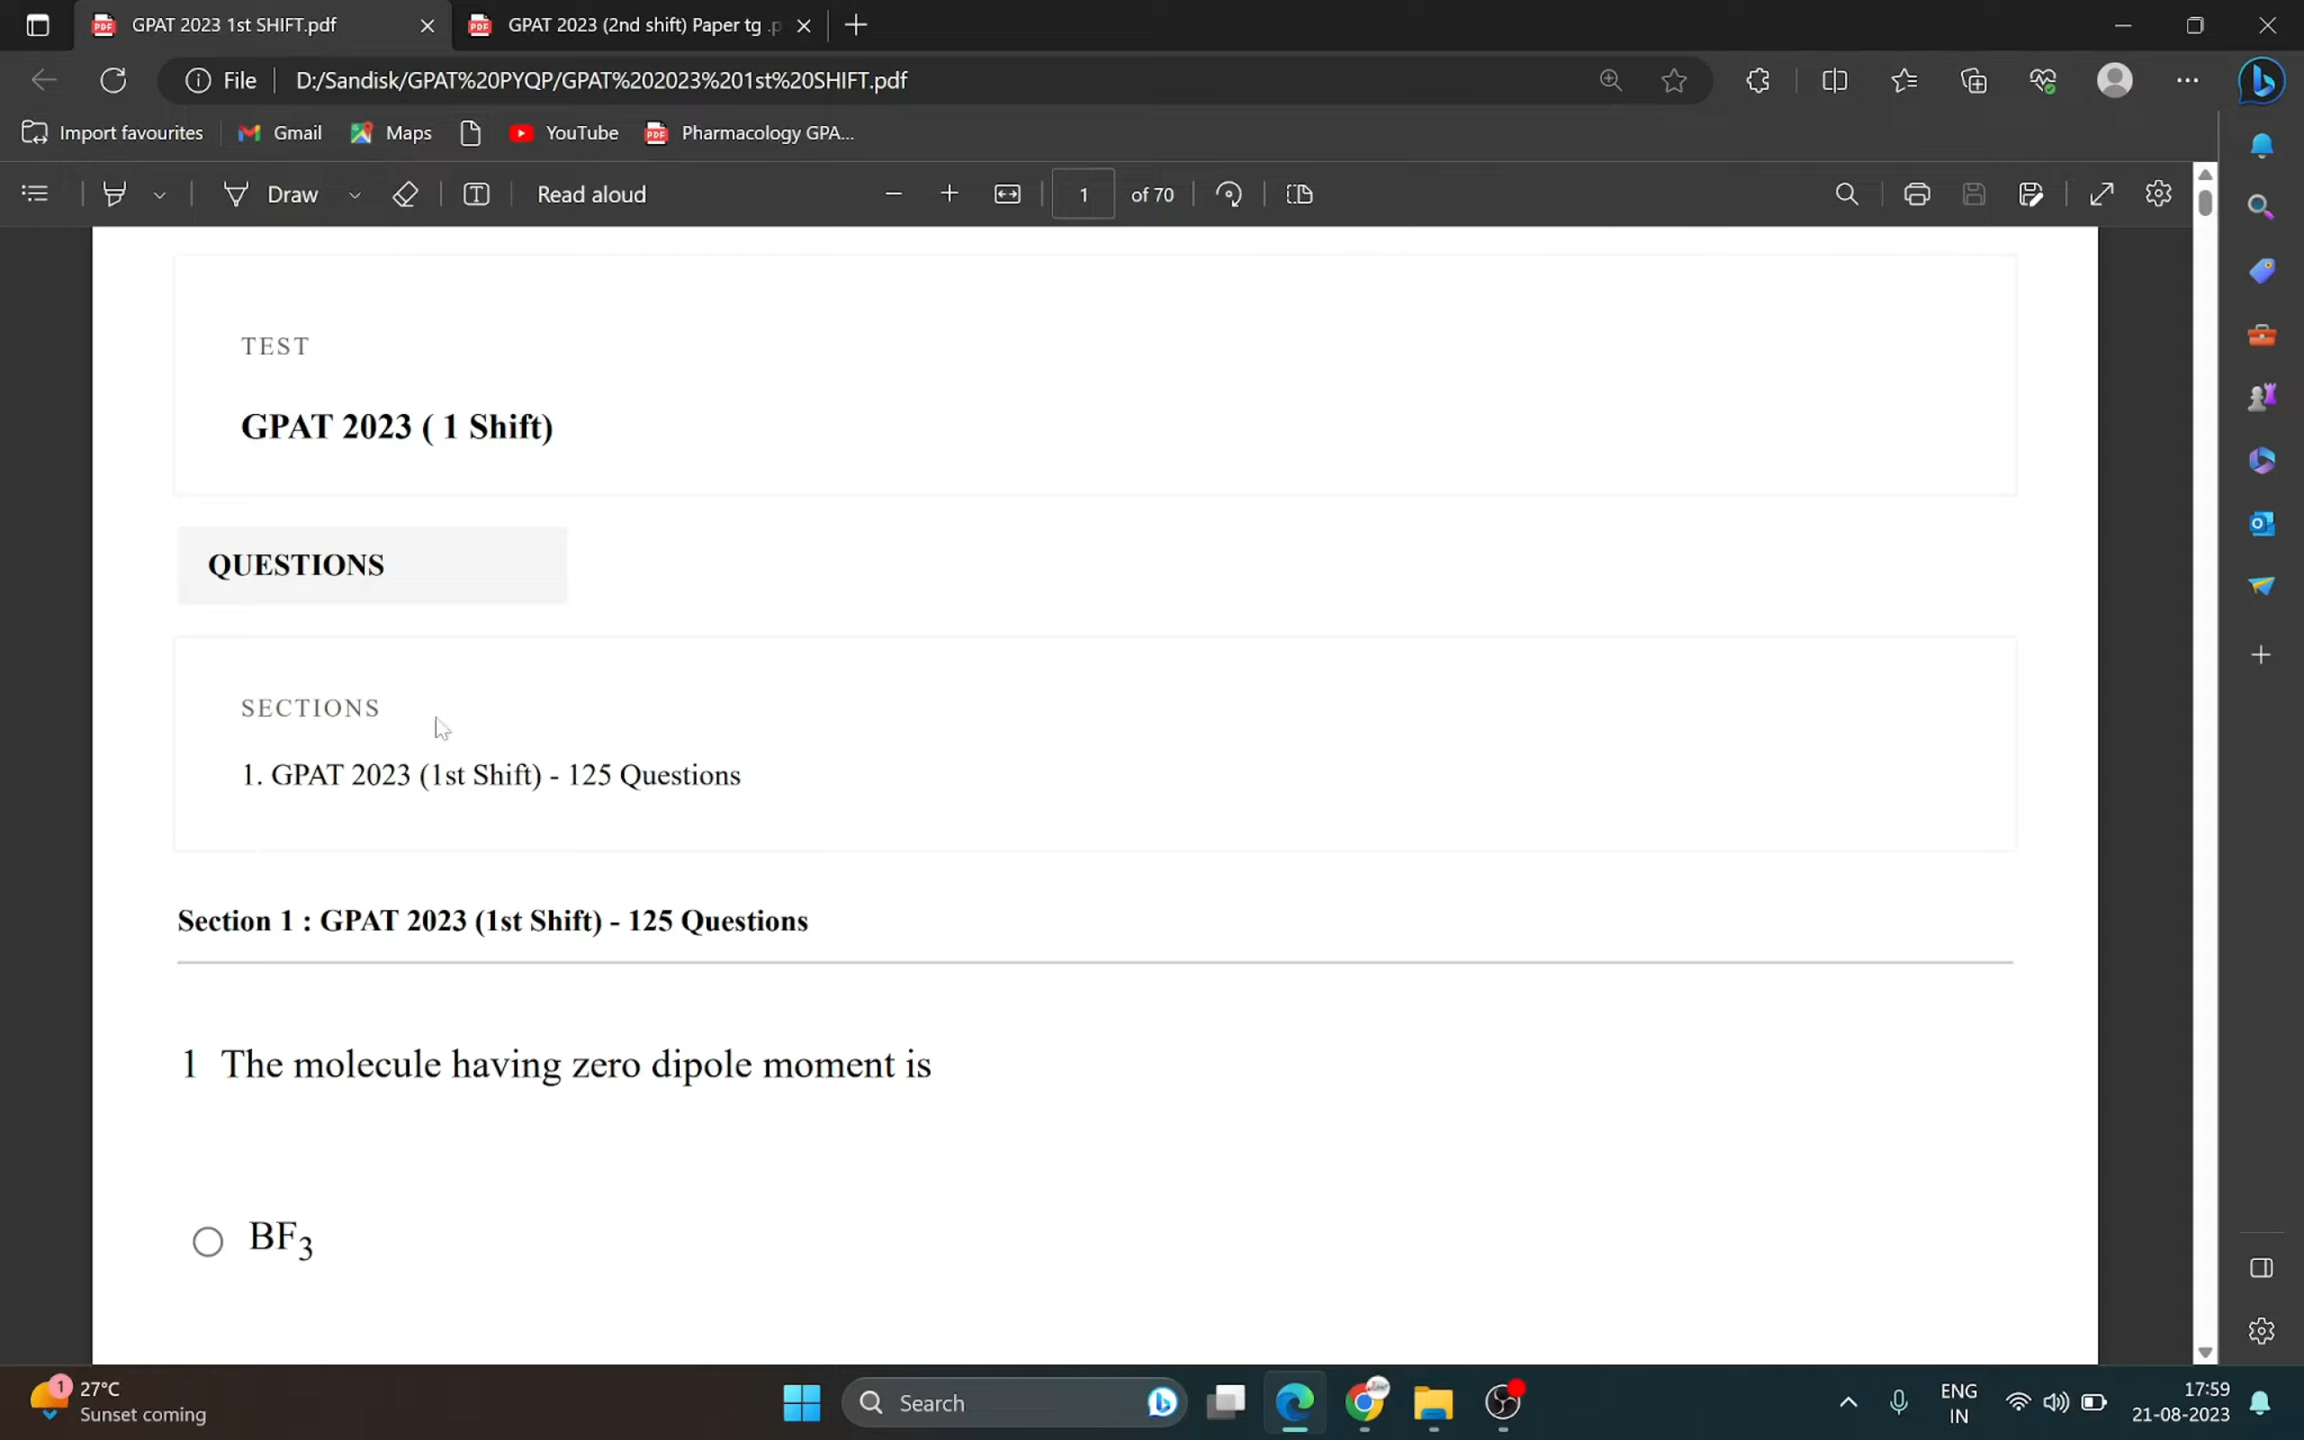 GPAT 2023 1st SHIFT.pdf
GPAT 2023 (2nd shift) Paper tg .p
File
D:/Sandisk/GPAT%20PYQP/GPAT%202023%201st%20SHIFT.pdf
Import favourites
Gmail
Maps
YouTube
Pharmacology GPA...
Draw
Read aloud
1
of 70
TEST
GPAT 2023 ( 1 Shift)
QUESTIONS
SECTIONS
1. GPAT 2023 (1st Shift) - 125 Questions
Section 1 : GPAT 2023 (1st Shift) - 125 Questions
1 The molecule having zero dipole moment is
BF3
1
27°C
Sunset coming
Search
ENG
IN
17:59
21-08-2023